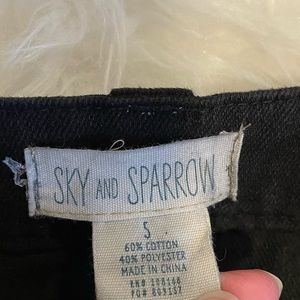 SKY AND SPARROW
S
60% COTTON
40% POLYESTER
MADE IN CHINA
RN#
PO#